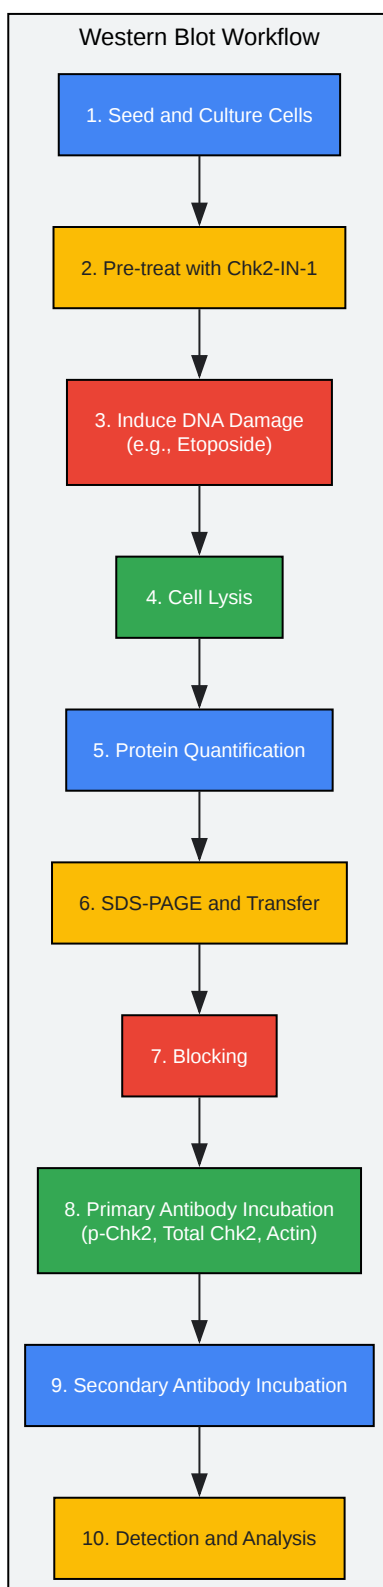 Western Blot Workflow
1. Seed and Culture Cells
2. Pre-treat with Chk2-IN-1
3. Induce DNA Damage
(e.g., Etoposide)
4. Cell Lysis
5. Protein Quantification
6. SDS-PAGE and Transfer
7. Blocking
8. Primary Antibody Incubation
(p-Chk2, Total Chk2, Actin)
9. Secondary Antibody Incubation
10. Detection and Analysis